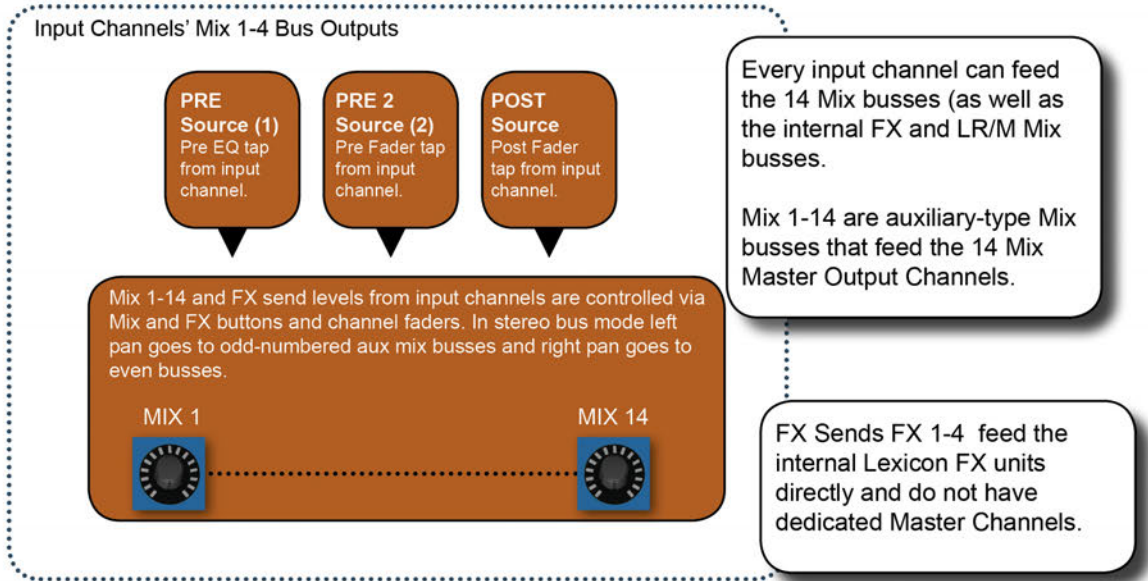 Input Channels' Mix 1-4 Bus Outputs
PRE
Source (1)
Pre EQ tap
from input
channel.
PRE 2
Source (2)
Pre Fader tap
from input
channel.
POST
Source
Post Fader
tap from input
channel.
Mix 1-14 and FX send levels from input channels are controlled via
Mix and FX buttons and channel faders. In stereo bus mode left
pan goes to odd-numbered aux mix busses and right pan goes to
even busses.
MIX 1
MIX 14
Every input channel can feed
the 14 Mix busses (as well as
the internal FX and LR/M Mix
busses.
Mix 1-14 are auxiliary-type Mix
busses that feed the 14 Mix
Master Output Channels.
FX Sends FX 1-4 feed the
internal Lexicon FX units
directly and do not have
dedicated Master Channels.